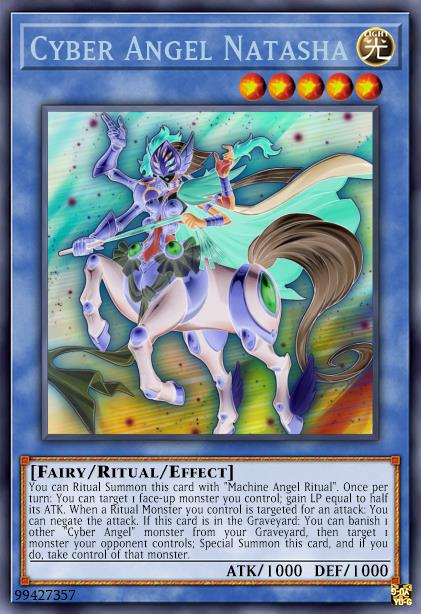 CYBER ANGEL NATASHA
LIGHT
光
[FAIRY/RITUAL/EFFECT]
You can Ritual Summon this card with "Machine Angel Ritual". Once per
turn: You can target 1 face-up monster you control; gain LP equal to half
its ATK. When a Ritual Monster you control is targeted for an attack: You
can negate the attack. If this card is in the Graveyard: You can banish 1
other "Cyber Angel" monster from your Graveyard, then target 1
monster your opponent controls; Special Summon this card, and if you
do, take control of that monster.
ATK/1000 DEF/1000
99427357